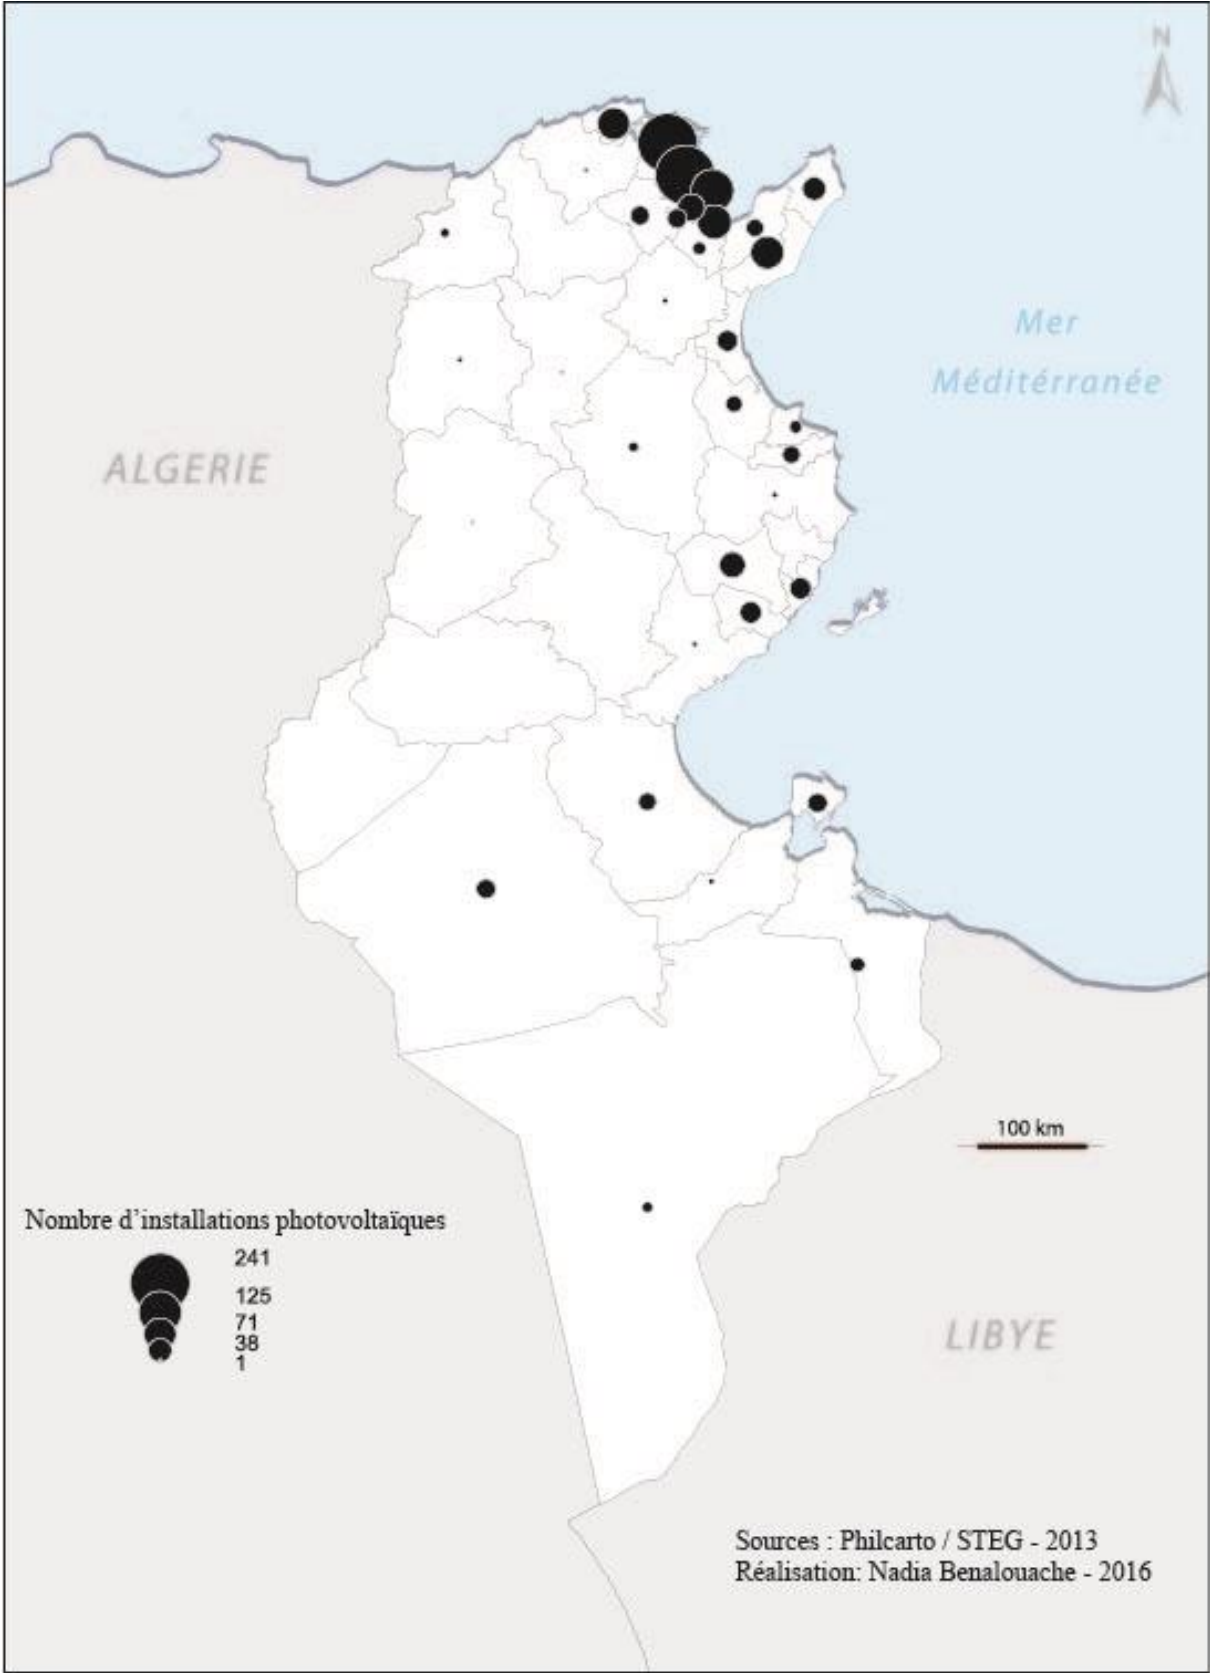 N
Mer
Méditérranée
ALGERIE
100 km
Nombre d'installations photovoltaïques
241
125
71
38
1
LIBYE
Sources : Philcarto / STEG - 2013
Réalisation: Nadia Benalouache - 2016